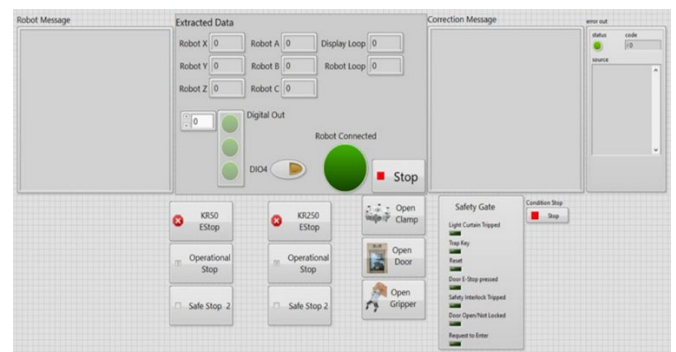 Robot Message
Extracted Data
Correction Message
error out
Robot X 0
Robot A 0
Display Loop 0
status
code
0
Robot Y 0
Robot B 0
Robot Loop 0
source
Robot Z 0
Robot C 0
0
Digital Out
Robot Connected
DIO4
Stop
KR50
EStop
KR250
EStop
Open
Clamp
Safety Gate
Condition Stop
Stop
Light Curtain Tripped
Trap Key
Operational
Stop
Operational
Stop
Open
Door
Reset
Door E-Stop pressed
Safety Interlock Tripped
Safe Stop 2
Safe Stop 2
Open
Gripper
Door Open/Not Locked
Request to Enter